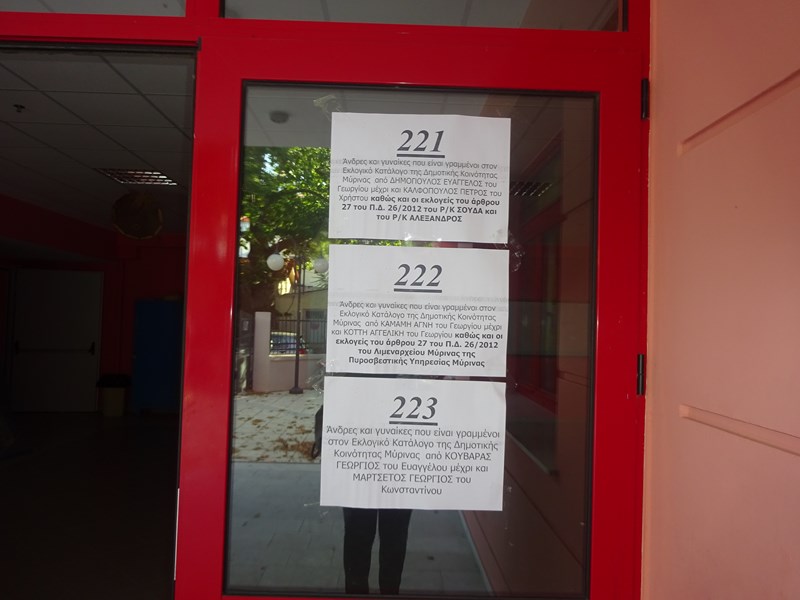 221
Άνδρες και γυναίκες που είναι γραμμένοι στον
Εκλογικό Κατάλογο της Δημοτικής Κοινότητας
Μύρινας από ΔΗΜΟΠΟΥΛΟΣ ΕΥΑΓΓΕΛΟΣ του
Γεωργίου μέχρι και ΚΑΛΦΟΠΟΥΛΟΣ ΠΕΤΡΟΣ του
Χρήστου καθώς και οι εκλογείς του άρθρου
27 του Π.Δ. 26/2012 του Ρ/Κ ΣΟΥΔΑ και
του Ρ/Κ ΑΛΕΞΑΝΔΡΟΣ
222
Άνδρες και γυναίκες που είναι γραμμένοι στον
Εκλογικό Κατάλογο της Δημοτικής Κοινότητας
Μύρινας από ΚΑΜΑΜΗ ΑΓΝΗ του Γεωργίου μέχρι
και ΚΟΤΤΗ ΑΓΓΕΛΙΚΗ του Γεωργίου καθώς και οι
εκλογείς του άρθρου 27 του Π.Δ. 26/2012
του Λιμεναρχείου Μύρινας της
Πυροσβεστικής Υπηρεσίας Μύρινας
223
Άνδρες και γυναίκες που είναι γραμμένοι
στον Εκλογικό Κατάλογο της Δημοτικής
Κοινότητας Μύρινας από ΚΟΥΒΑΡΑΣ
ΓΕΩΡΓΙΟΣ του Ευαγγέλου μέχρι και
ΜΑΡΤΣΕΤΟΣ ΓΕΩΡΓΙΟΣ του
Κωνσταντίνου